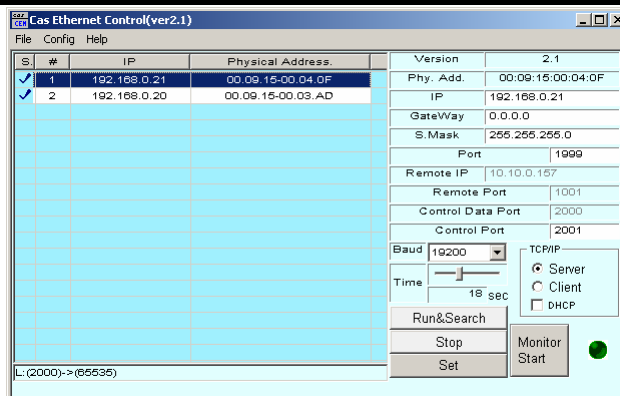 CAS
CEN Cas Ethernet Control(ver2.1)
File Config Help
S. # IP Physical Address.
1 192.168.0.21 00.09.15-00.04.0F
2 192.168.0.20 00.09.15-00.03.AD
Version 2.1
Phy. Add. 00:09:15:00:04:0F
IP 192.168.0.21
GateWay 0.0.0.0
S.Mask 255.255.255.0
Port 1999
Remote IP 10.10.0.157
Remote Port 1001
Control Data Port 2000
Control Port 2001
Baud 19200
Time 18 sec
TCP/IP
Server
Client
DHCP
Run&Search
Stop
Set
Monitor
Start
L:(2000)->(65535)